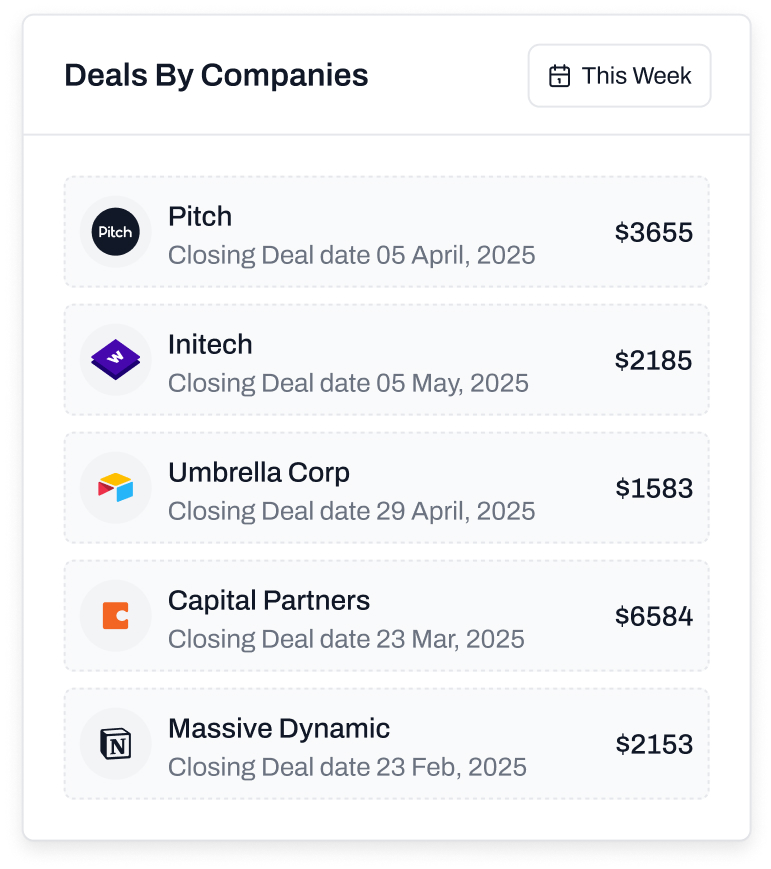 Deals By Companies
1 This Week
Pitch
Pitch
Closing Deal date 05 April, 2025
$3655
W
Initech
Closing Deal date 05 May, 2025
$2185
Umbrella Corp
Closing Deal date 29 April, 2025
$1583
Capital Partners
Closing Deal date 23 Mar, 2025
$6584
N
Massive Dynamic
Closing Deal date 23 Feb, 2025
$2153